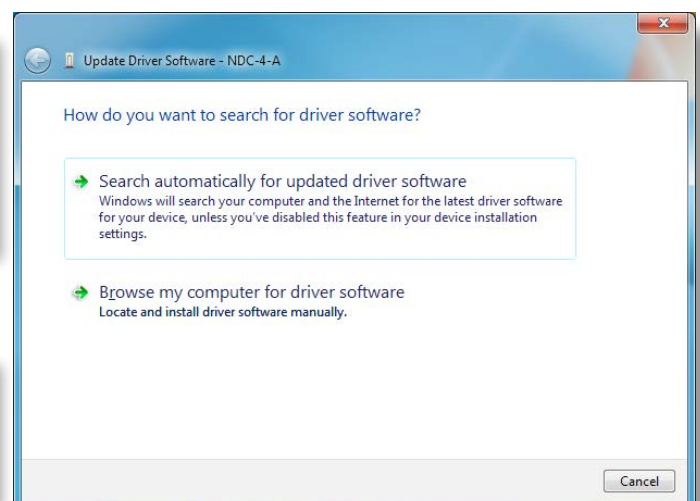 Update Driver Software - NDC-4-A
How do you want to search for driver software?
Search automatically for updated driver software
Windows will search your computer and the Internet for the latest driver software
for your device, unless you've disabled this feature in your device installation
settings.
Browse my computer for driver software
Locate and install driver software manually.
Cancel